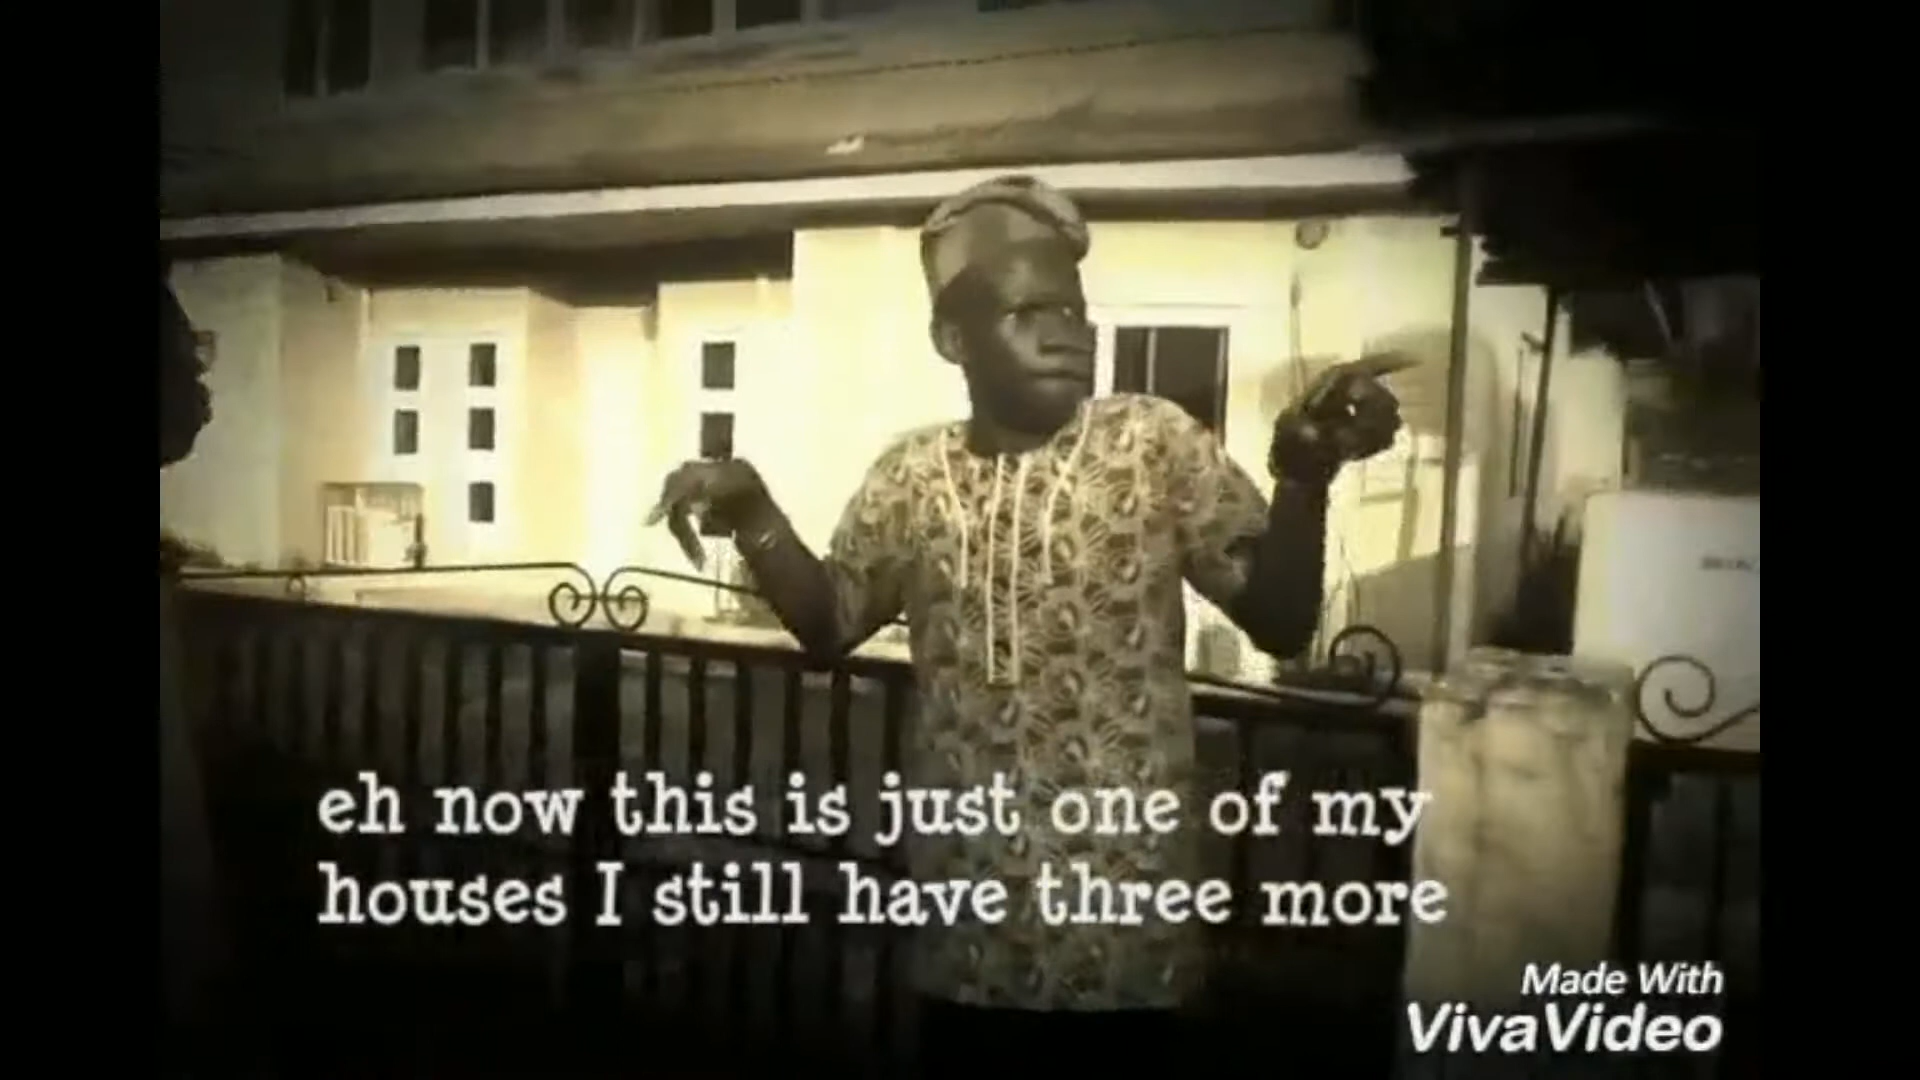 eh now this is just one of my
houses I still have three more
Made With
VivaVideo